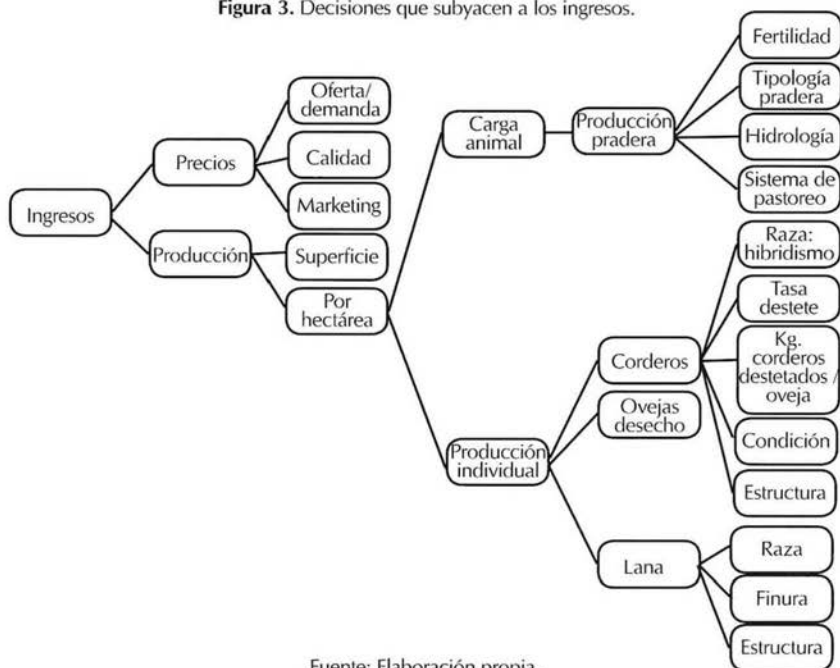 Figura 3. Decisiones que subyacen a los ingresos.
Ingresos
Precios
Producción
Oferta/
demanda
Calidad
Marketing
Superficie
Por
hectárea
Carga
animal
Producción
pradera
Fertilidad
Tipología
pradera
Hidrología
Sistema de
pastoreo
Producción
individual
Corderos
Ovejas
desecho
Lana
Raza:
hibridismo
Tasa
destete
Kg.
corderos
destetados /
oveja
Condición
Estructura
Raza
Finura
Estructura
Fuente: Elaboración propia